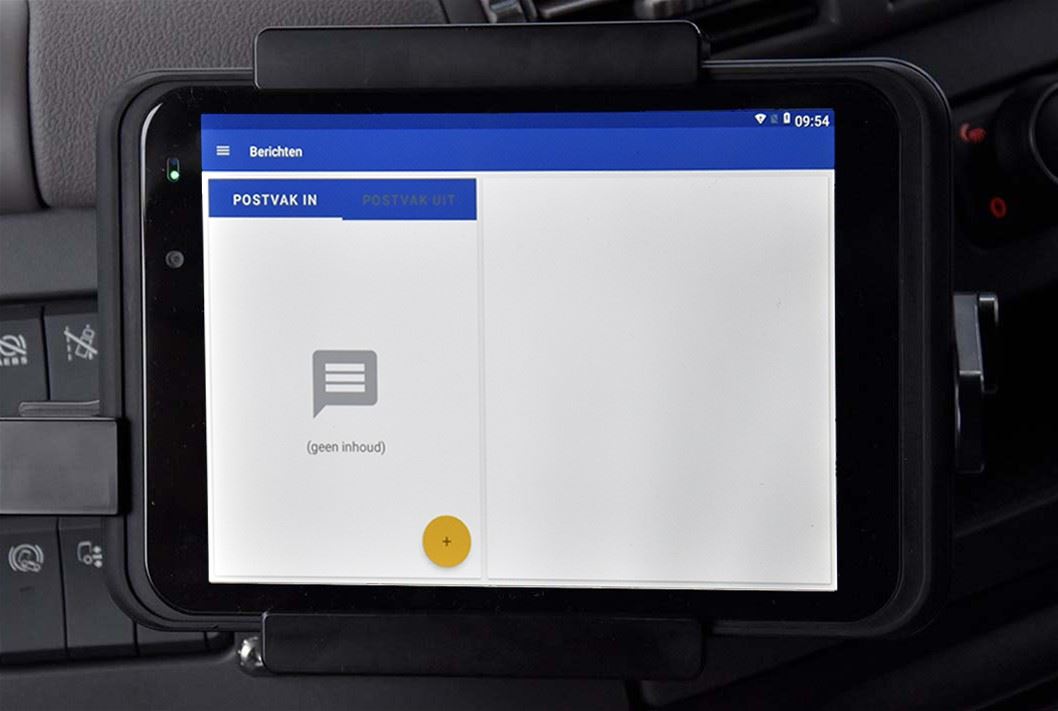 09:54
Berichten
POSTVAK IN
POSTVAK UIT
(geen inhoud)
+